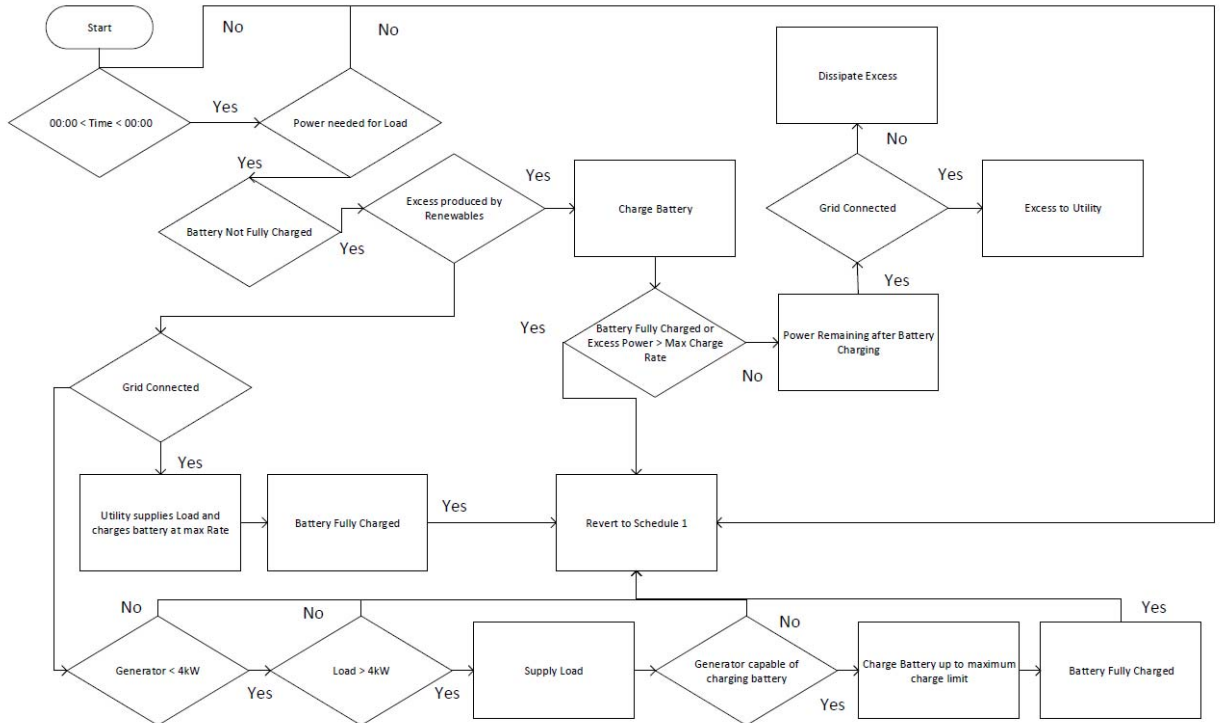 Start
No
No
00:00 < Time < 00:00
Yes
Power needed for Load
Dissipate Excess
No
Yes
Battery Not Fully Charged
Yes
Excess produced by
Renewables
Yes
Charge Battery
Grid Connected
Yes
Excess to Utility
Yes
Yes
Battery Fully Charged or
Excess Power > Max Charge
Rate
No
Power Remaining after Battery
Charging
Grid Connected
Yes
Utility supplies Load and
charges battery at max Rate
Battery Fully Charged
Yes
Revert to Schedule 1
No
No
No
Yes
Generator < 4kW
Yes
Load > 4kW
Yes
Supply Load
Generator capable of
charging battery
Yes
Charge Battery up to maximum
charge limit
Battery Fully Charged